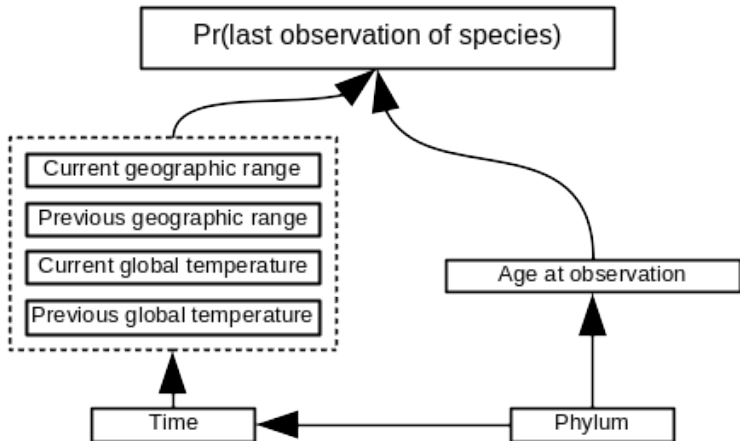 Pr(last observation of species)
Current geographic range
Previous geographic range
Current global temperature
Previous global temperature
Age at observation
Time
Phylum